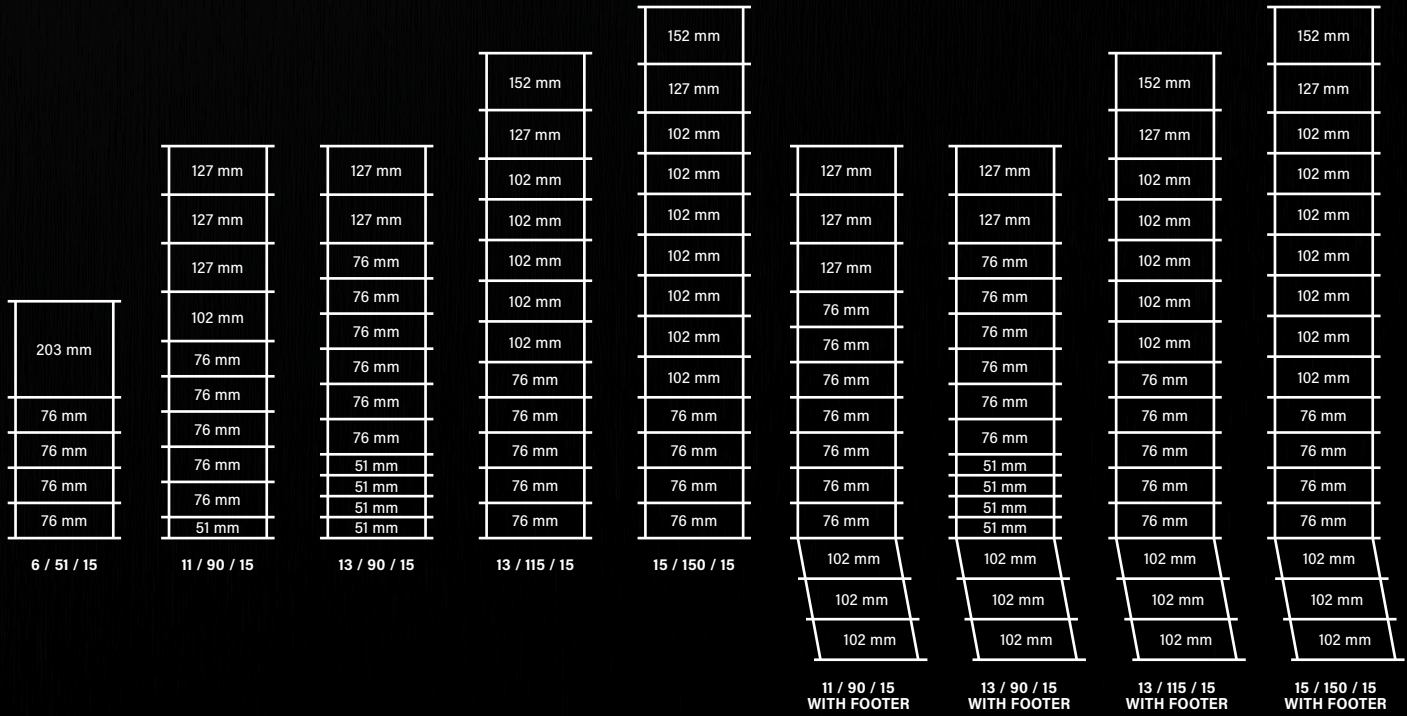 203 mm
76 mm
76 mm
76 mm
76 mm
6 / 51 / 15
127 mm
127 mm
127 mm
102 mm
76 mm
76 mm
76 mm
76 mm
76 mm
51 mm
11 / 90 / 15
127 mm
127 mm
76 mm
76 mm
76 mm
76 mm
76 mm
76 mm
51 mm
51 mm
51 mm
51 mm
13 / 90 / 15
152 mm
127 mm
102 mm
102 mm
102 mm
102 mm
102 mm
76 mm
76 mm
76 mm
76 mm
76 mm
13 / 115 / 15
152 mm
127 mm
102 mm
102 mm
102 mm
102 mm
102 mm
102 mm
102 mm
76 mm
76 mm
76 mm
76 mm
15 / 150 / 15
127 mm
127 mm
127 mm
76 mm
76 mm
76 mm
76 mm
76 mm
76 mm
76 mm
102 mm
102 mm
102 mm
11 / 90 / 15
WITH FOOTER
127 mm
127 mm
76 mm
76 mm
76 mm
76 mm
76 mm
76 mm
51 mm
51 mm
51 mm
51 mm
102 mm
102 mm
102 mm
13 / 90 / 15
WITH FOOTER
152 mm
127 mm
102 mm
102 mm
102 mm
102 mm
102 mm
76 mm
76 mm
76 mm
76 mm
76 mm
102 mm
102 mm
102 mm
13 / 115 / 15
WITH FOOTER
152 mm
127 mm
102 mm
102 mm
102 mm
102 mm
102 mm
102 mm
102 mm
76 mm
76 mm
76 mm
76 mm
102 mm
102 mm
102 mm
15 / 150 / 15
WITH FOOTER